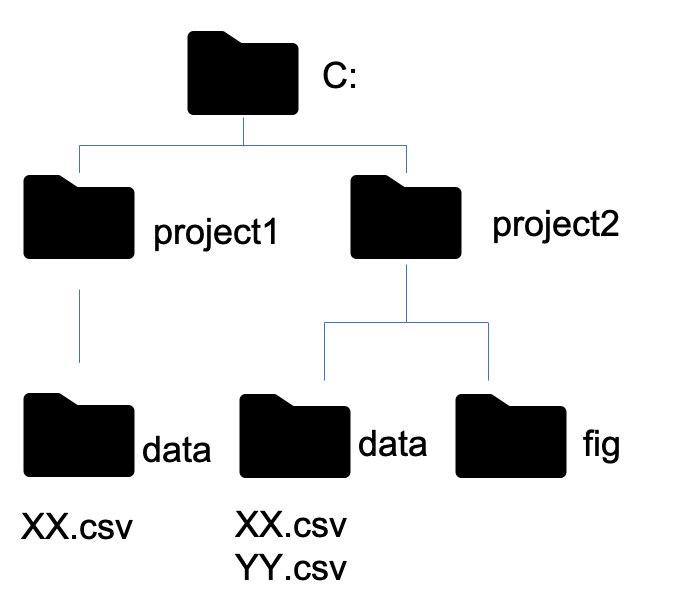 C:
project1
project2
data
data
fig
XX.csv
XX.csv
YY.csv